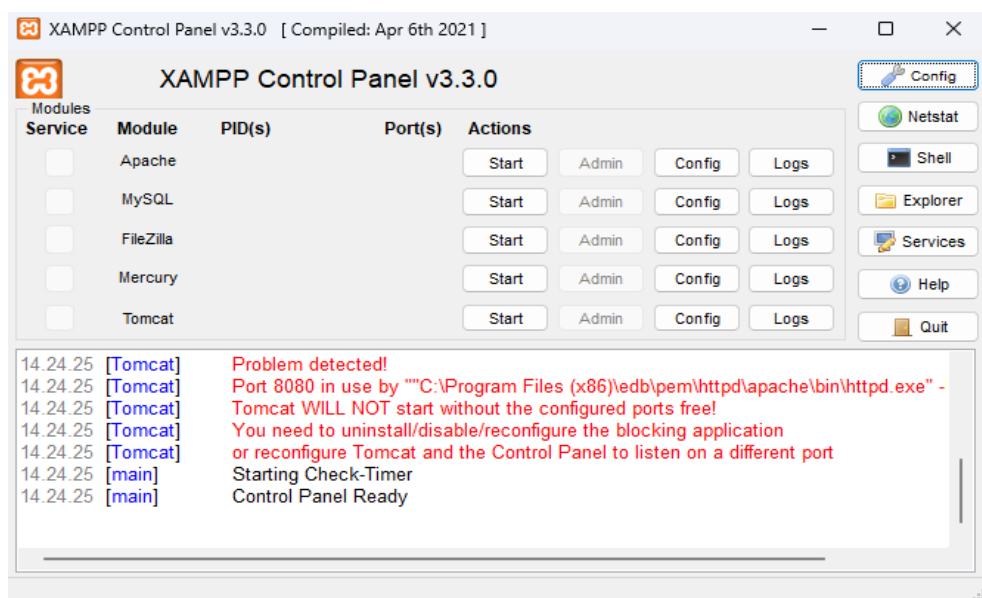 XAMPP Control Panel v3.3.0 [ Compiled: Apr 6th 2021 ]
XAMPP Control Panel v3.3.0
Config
Modules
Netstat
Service Module PID(s) Port(s) Actions
Apache Start Admin Config Logs
Shell
MySQL Start Admin Config Logs
Explorer
FileZilla Start Admin Config Logs
Services
Mercury Start Admin Config Logs
Help
Tomcat Start Admin Config Logs
Quit
14.24.25 [Tomcat] Problem detected!
14.24.25 [Tomcat] Port 8080 in use by ""C:\Program Files (x86)\edb\pem\httpd\apache\bin\httpd.exe" -
14.24.25 [Tomcat] Tomcat WILL NOT start without the configured ports free!
14.24.25 [Tomcat] You need to uninstall/disable/reconfigure the blocking application
14.24.25 [Tomcat] or reconfigure Tomcat and the Control Panel to listen on a different port
14.24.25 [main] Starting Check-Timer
14.24.25 [main] Control Panel Ready